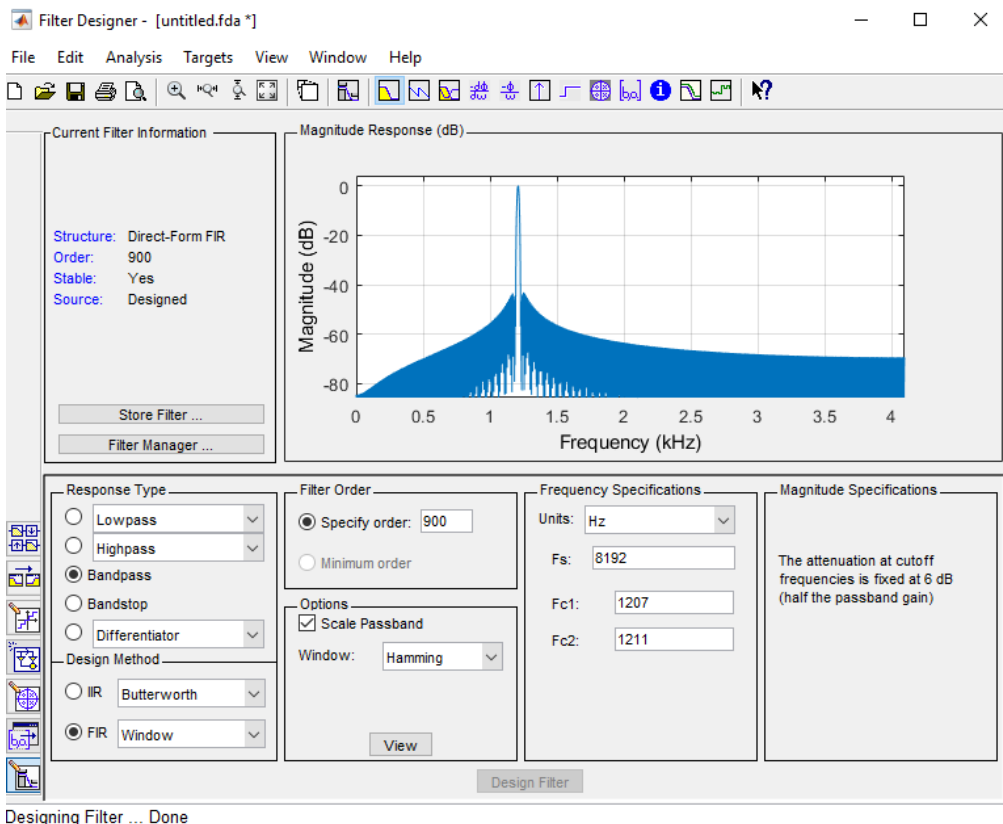 Filter Designer - [untitled.fda *]
File Edit Analysis Targets View Window Help
Current Filter Information
Structure: Direct-Form FIR
Order: 900
Stable: Yes
Source: Designed
Store Filter ...
Filter Manager ...
Magnitude Response (dB)
Magnitude (dB)
0
-20
-40
-60
-80
0 0.5 1 1.5 2 2.5 3 3.5 4
Frequency (kHz)
Response Type
Lowpass
Highpass
Bandpass
Bandstop
Differentiator
Design Method
IIR Butterworth
FIR Window
Filter Order
Specify order: 900
Minimum order
Options
Scale Passband
Window: Hamming
View
Frequency Specifications
Units: Hz
Fs: 8192
Fc1: 1207
Fc2: 1211
Magnitude Specifications
The attenuation at cutoff
frequencies is fixed at 6 dB
(half the passband gain)
Design Filter
Designing Filter ... Done